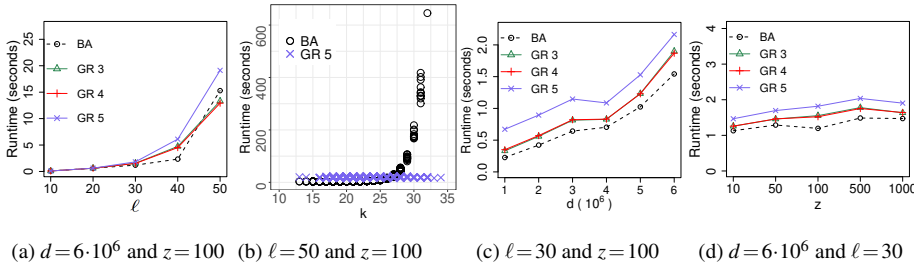 Runtime (seconds)
25
20
15
10
5
0
BA
GR 3
GR 4
GR 5
10 20 30 40 50
ℓ
Runtime (seconds)
600
400
200
0
BA
GR 5
10 15 20 25 30 35
k
Runtime (seconds)
2.0
1.5
1.0
0.5
0.0
BA
GR 3
GR 4
GR 5
1 2 3 4 5 6
d ( 10⁶)
Runtime (seconds)
4
3
2
1
0
BA
GR 3
GR 4
GR 5
10 50 100 500 1000
z
(a) d=6·10⁶ and z=100 (b) ℓ=50 and z=100 (c) ℓ=30 and z=100 (d) d=6·10⁶ and ℓ=30